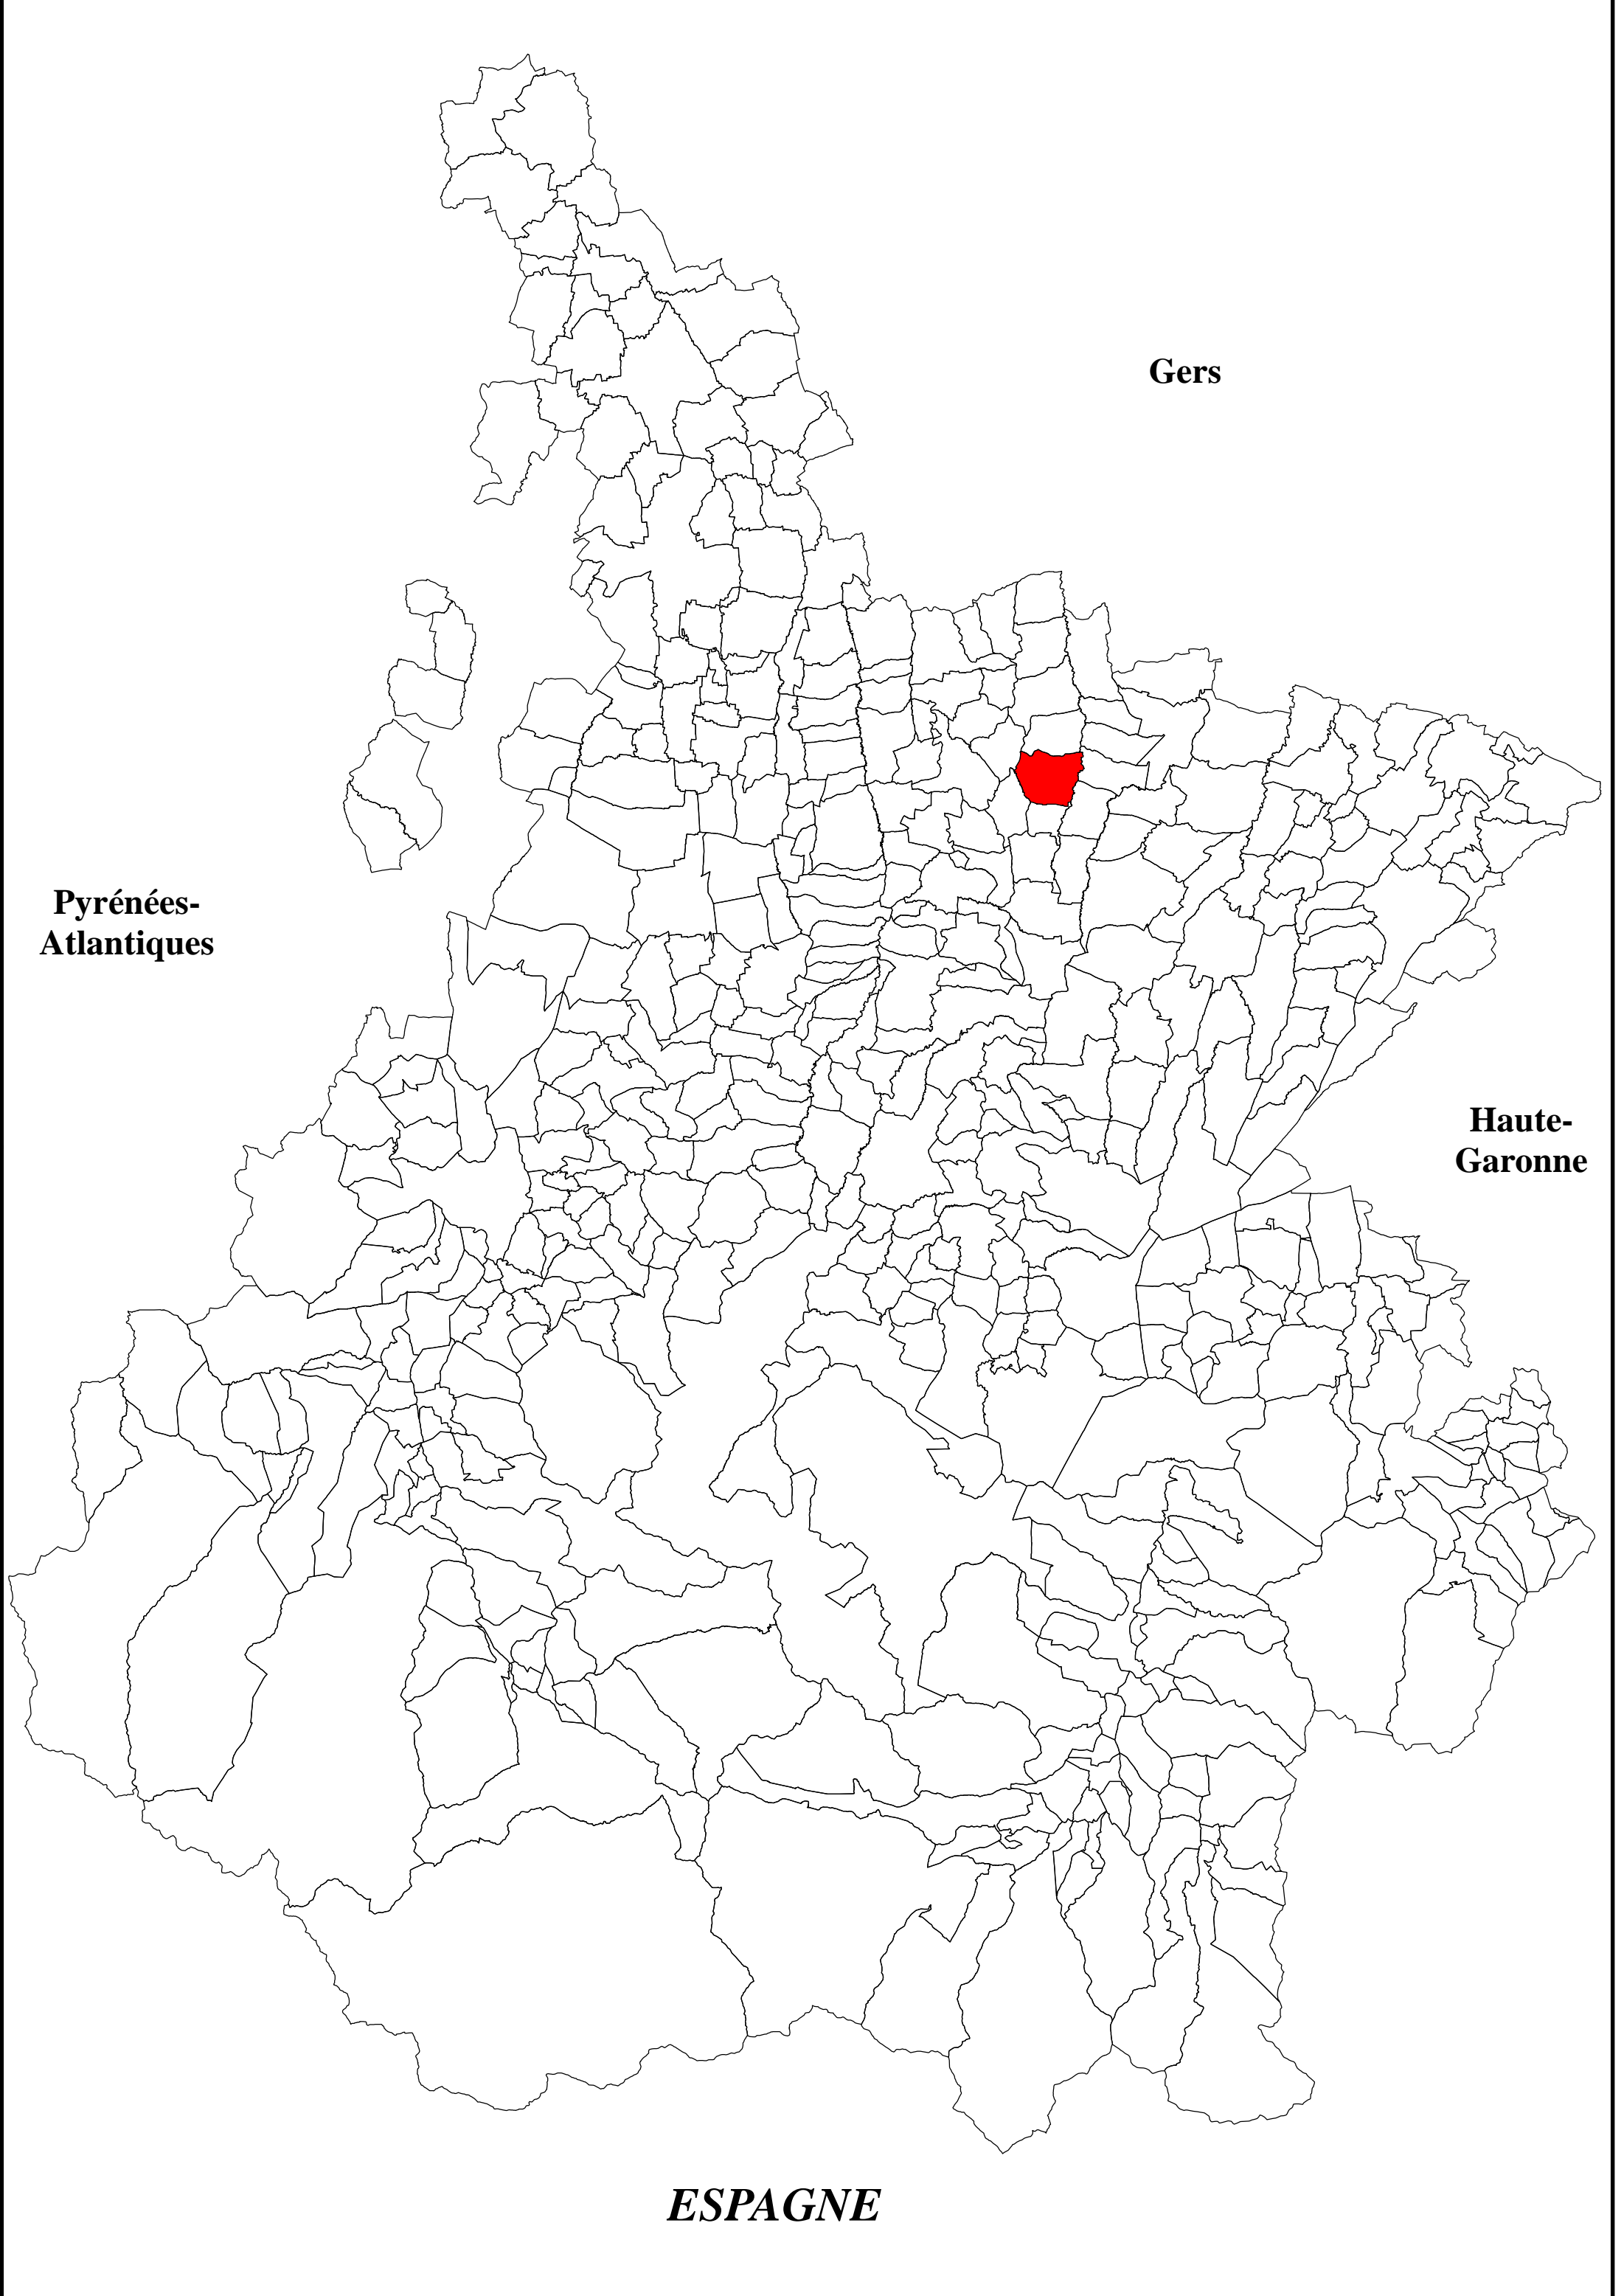 Gers
Pyrénées-
Atlantiques
Haute-
Garonne
ESPAGNE